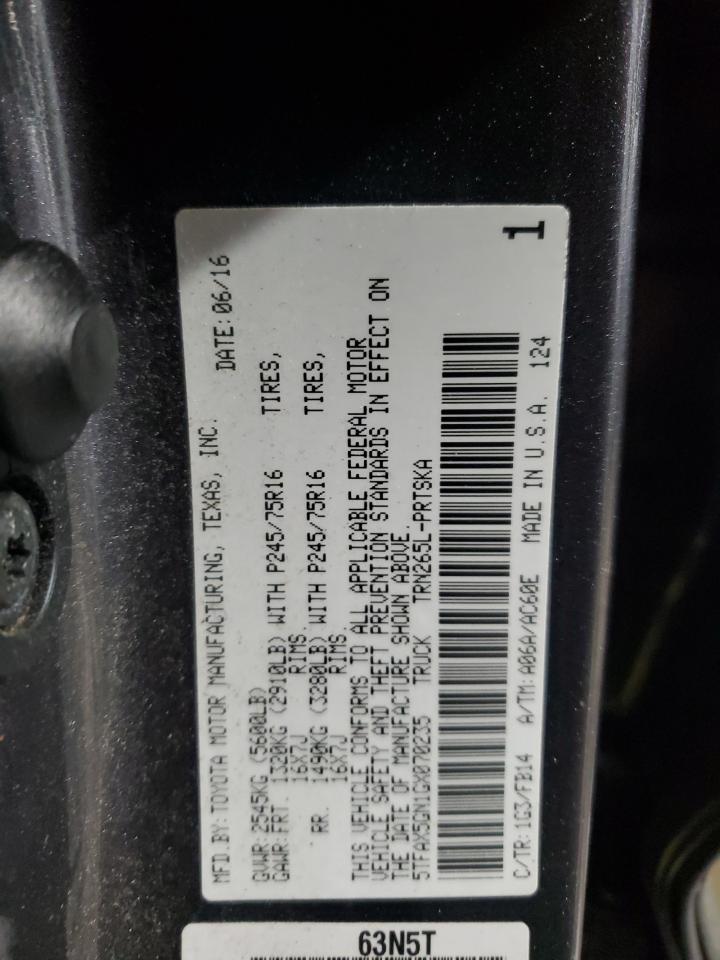 MFD.BY:TOYOTA MOTOR MANUFACTURING, TEXAS, INC.
DATE:06/16
GVWR:2545KG (5600LB)
GAWR:FRT. 1320KG (2910LB) WITH P245/75R16 TIRES,
16X7J RIMS.
RR. 1490KG (3280LB) WITH P245/75R16 TIRES,
16X7J RIMS.
THIS VEHICLE CONFORMS TO ALL APPLICABLE FEDERAL MOTOR
VEHICLE SAFETY AND THEFT PREVENTION STANDARDS IN EFFECT ON
THE DATE OF MANUFACTURE SHOWN ABOVE.
5TFAX5GN1GX070235 TRUCK TRN265L-PRTSKA
C/TR:1G3/FB14 A/TM:A06A/AC60E MADE IN U.S.A. 124
1
63N5T